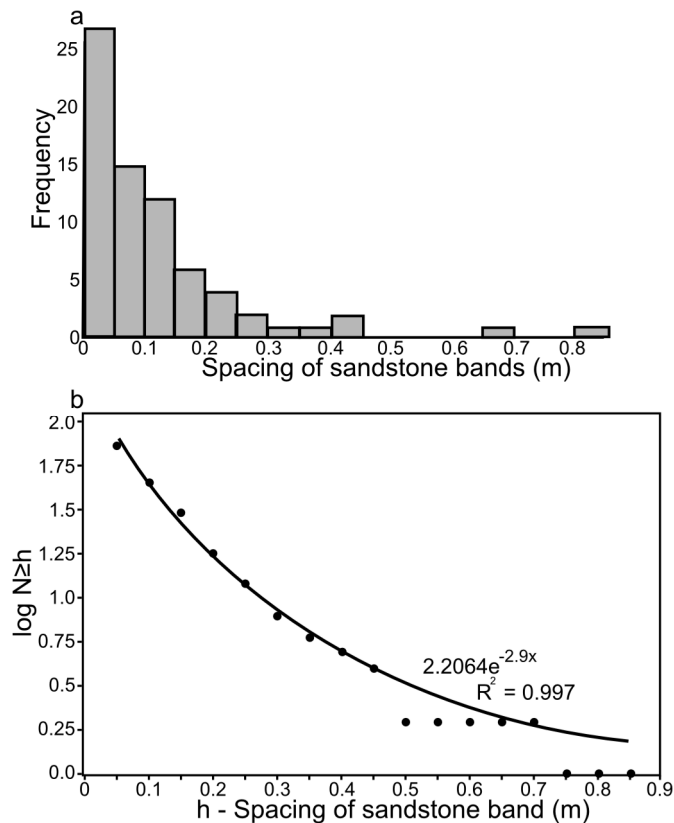 a
Frequency
25
20
15
10
5
0
0 0.1 0.2 0.3 0.4 0.5 0.6 0.7 0.8
Spacing of sandstone bands (m)
b
log N≥h
2.0
1.75
1.5
1.25
1.0
0.75
0.5
0.25
0.0
2.2064e^-2.9x
R² = 0.997
0 0.1 0.2 0.3 0.4 0.5 0.6 0.7 0.8 0.9
h - Spacing of sandstone band (m)